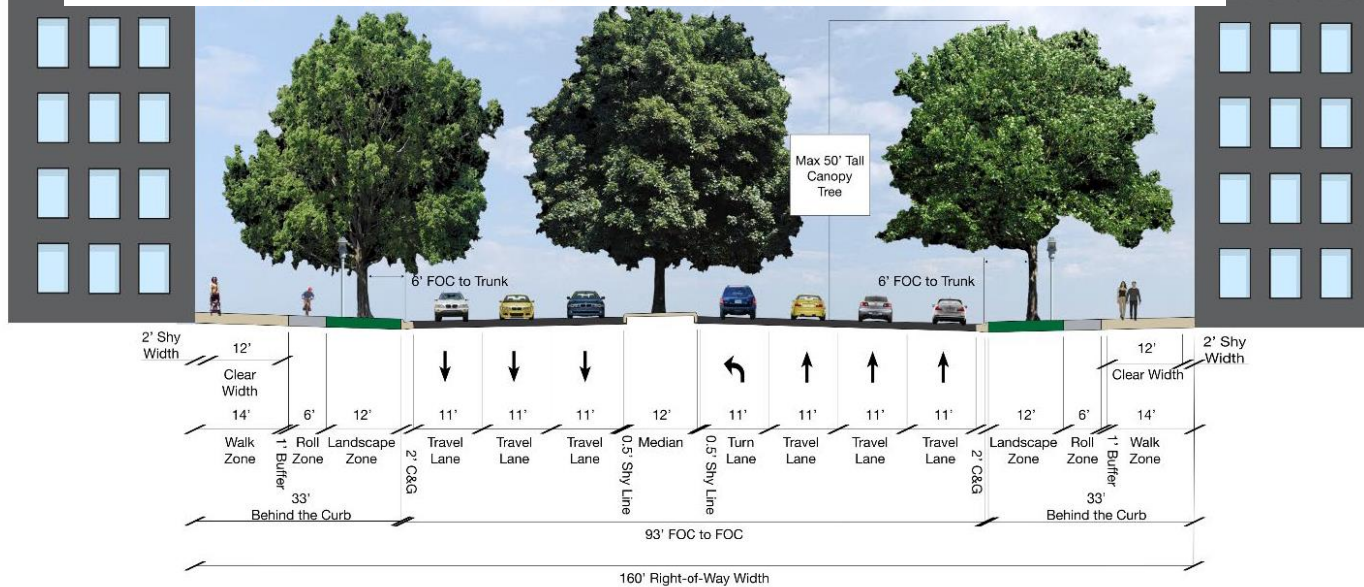 Max 50' Tall
Canopy
Tree
6' FOC to Trunk
6' FOC to Trunk
2' Shy
Width
12'
Clear
Width
12'
Clear Width
2' Shy
Width
14'
6'
12'
11'
11'
11'
12'
11'
11'
11'
11'
12'
6'
14'
Walk
Zone
1' Buffer
Roll
Zone
Landscape
Zone
2' C&G
Travel
Lane
Travel
Lane
Travel
Lane
0.5' Shy Line
Median
0.5' Shy Line
Turn
Lane
Travel
Lane
Travel
Lane
Travel
Lane
2' C&G
Landscape
Zone
Roll
Zone
1' Buffer
Walk
Zone
33'
Behind the Curb
93' FOC to FOC
33'
Behind the Curb
160' Right-of-Way Width